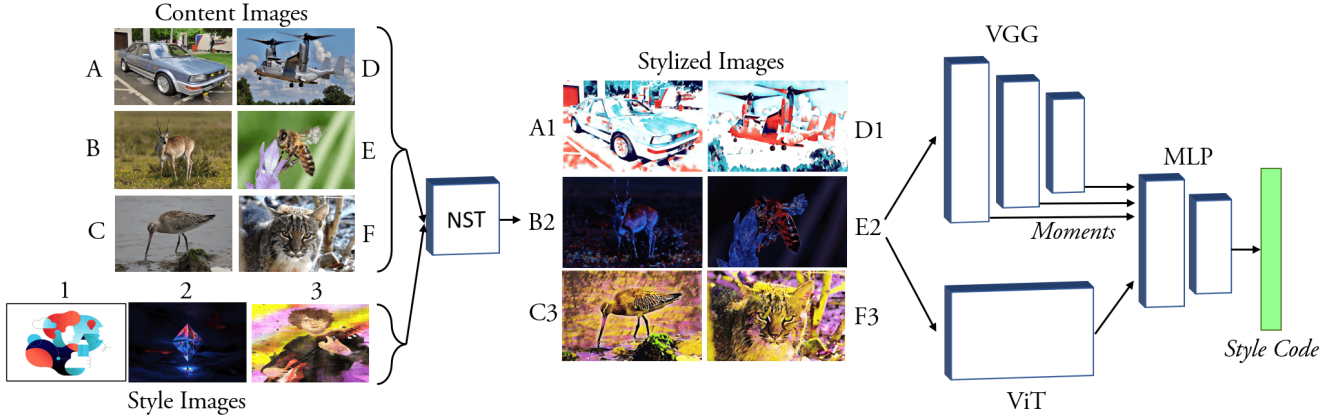 Content Images
A
D
B
E
C
F
1 2 3
Style Images
NST
Stylized Images
A1
D1
B2
E2
C3
F3
VGG
Moments
MLP
ViT
Style Code